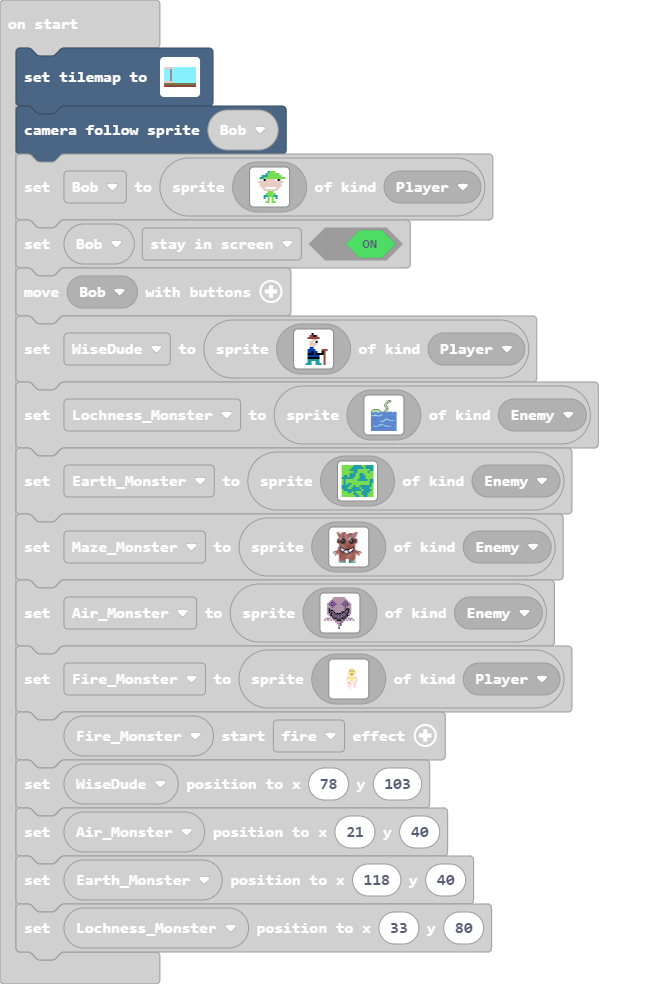 on start
set tilemap to
camera follow sprite Bob
set Bob to sprite of kind Player
set Bob stay in screen ON
move Bob with buttons
set WiseDude to sprite of kind Player
set Lochness_Monster to sprite of kind Enemy
set Earth_Monster to sprite of kind Enemy
set Maze_Monster to sprite of kind Enemy
set Air_Monster to sprite of kind Enemy
set Fire_Monster to sprite of kind Player
Fire_Monster start fire effect
set WiseDude position to x 78 y 103
set Air_Monster position to x 21 y 40
set Earth_Monster position to x 118 y 40
set Lochness_Monster position to x 33 y 80